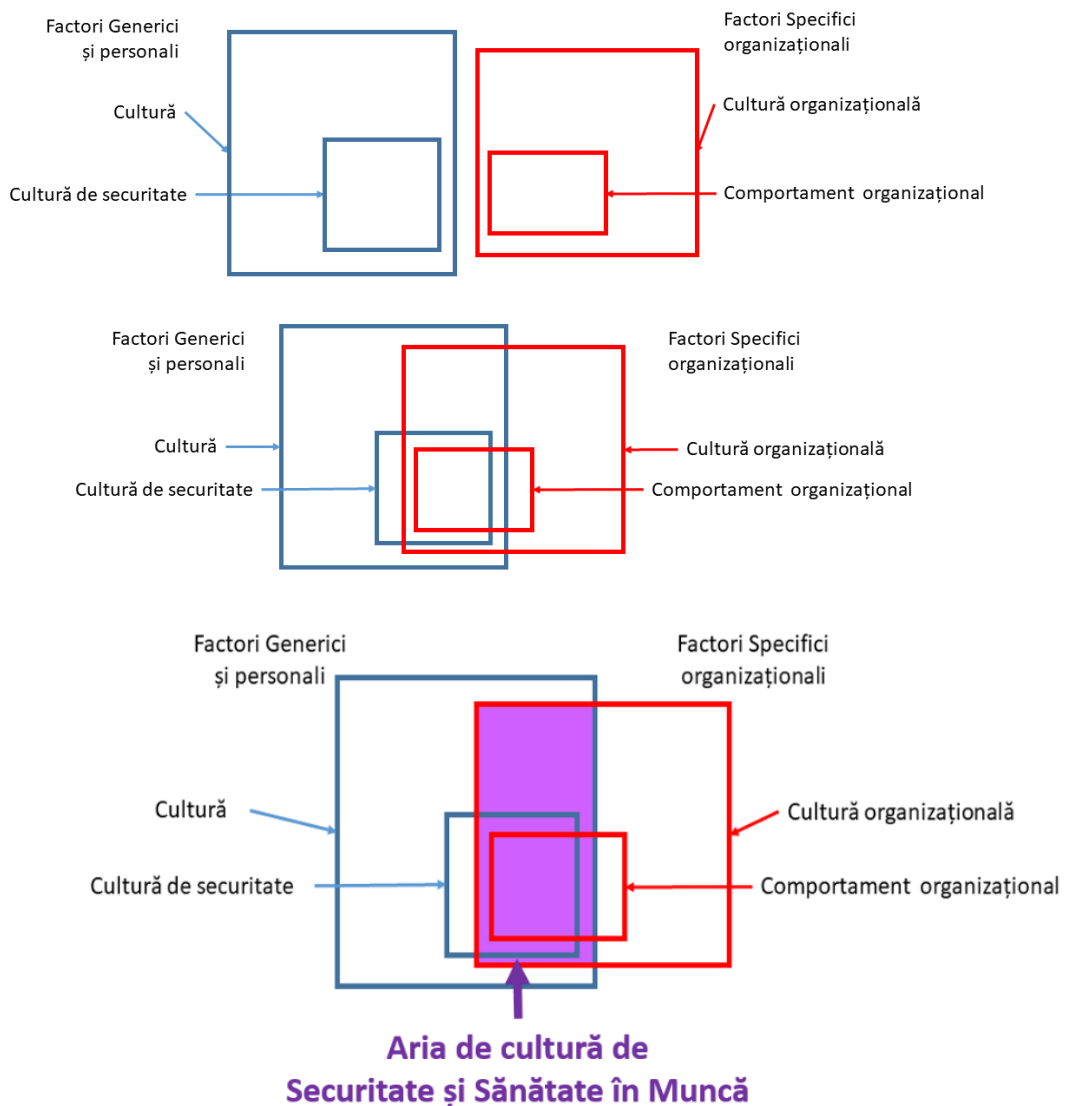 Factori Generici
și personali
Factori Specifici
organizaționali
Cultură
Cultură organizațională
Cultură de securitate
Comportament organizațional
Factori Generici
și personali
Factori Specifici
organizaționali
Cultură
Cultură organizațională
Cultură de securitate
Comportament organizațional
Factori Generici
și personali
Factori Specifici
organizaționali
Cultură
Cultură organizațională
Cultură de securitate
Comportament organizațional
Aria de cultură de
Securitate și Sănătate în Muncă